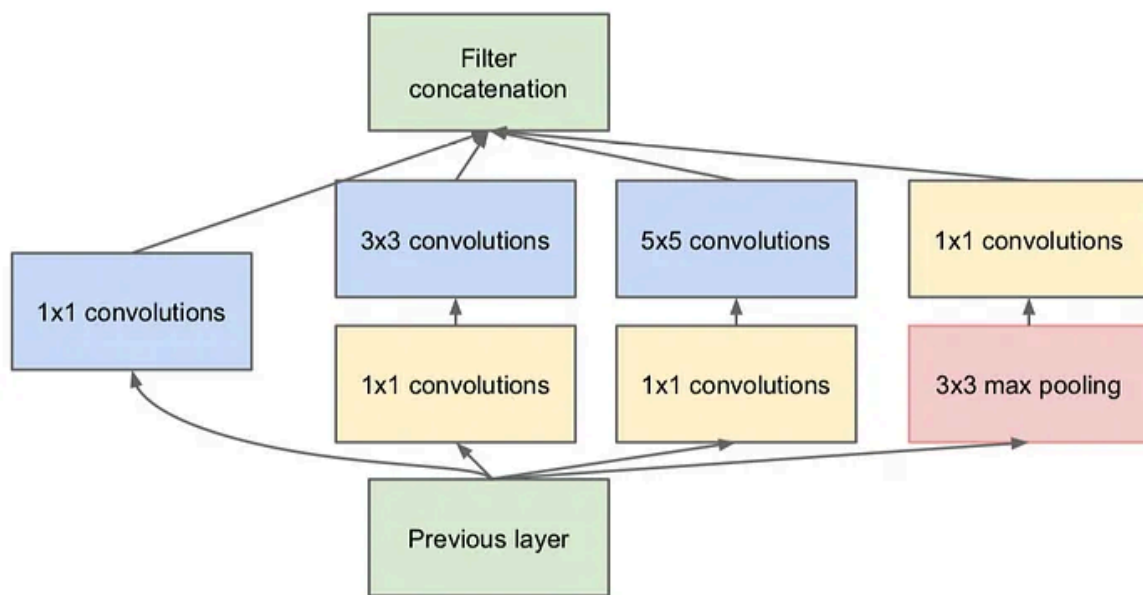 Filter
concatenation
3x3 convolutions
5x5 convolutions
1x1 convolutions
1x1 convolutions
1x1 convolutions
1x1 convolutions
3x3 max pooling
Previous layer